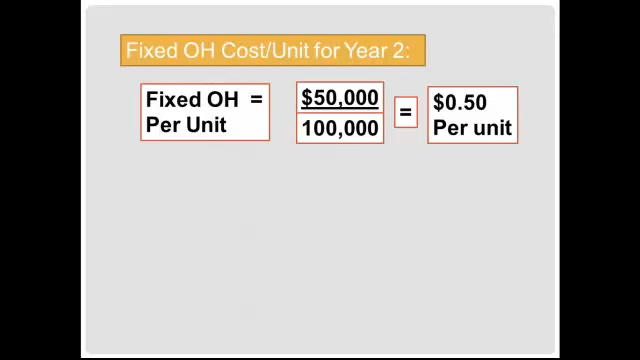 Fixed OH Cost/Unit for Year 2:
Fixed OH =
Per Unit
$50,000
100,000
=
$0.50
Per unit